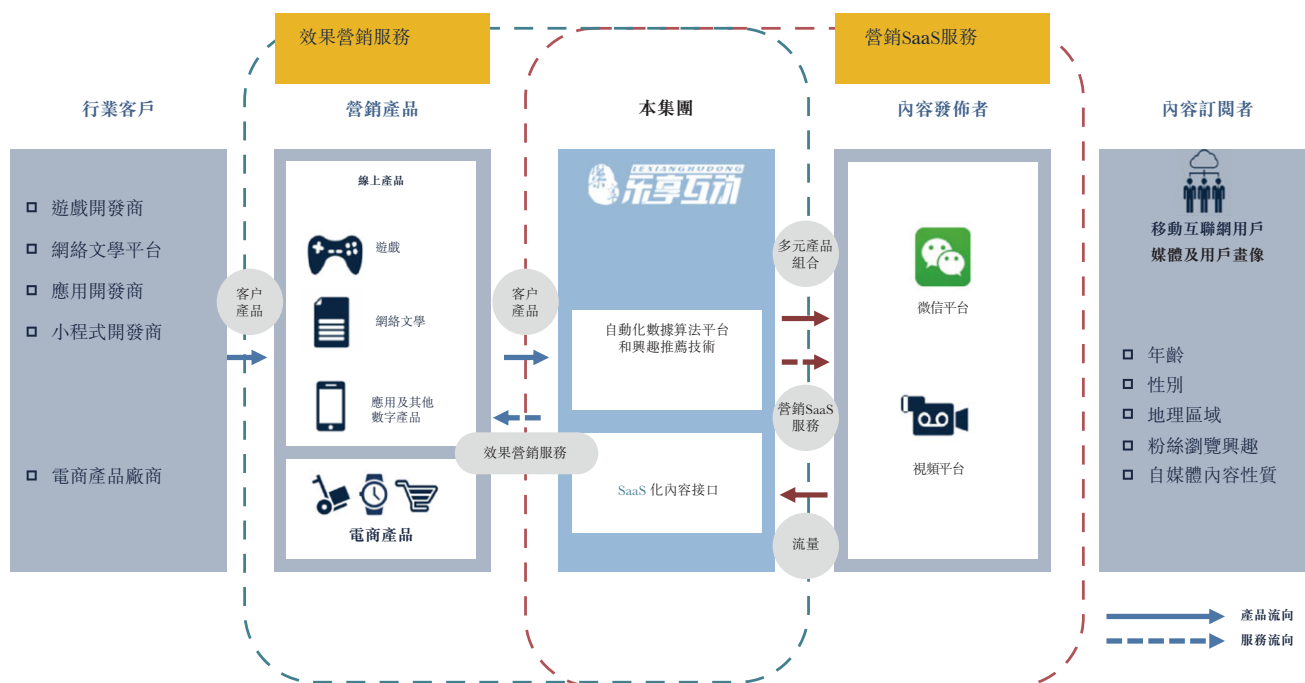 效果營銷服務
營銷SaaS服務
行業客戶
營銷產品
本集團
內容發佈者
內容訂閱者
遊戲開發商
網絡文學平台
應用開發商
小程式開發商
電商產品廠商
客户
產品
線上產品
遊戲
網絡文學
應用及其他
數字產品
電商產品
客户
產品
效果營銷服務
LEXIANGHUDONG
乐享互动
自動化數據算法平台
和興趣推薦技術
SaaS 化內容接口
多元產品
組合
營銷SaaS
服務
流量
微信平台
視頻平台
移動互聯網用戶
媒體及用戶畫像
年齡
性別
地理區域
粉絲瀏覽興趣
自媒體內容性質
產品流向
服務流向